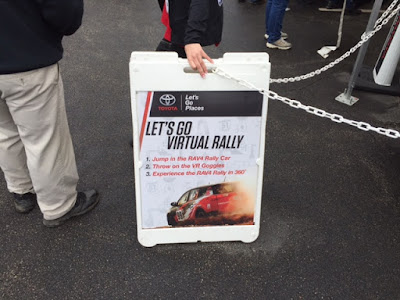 TOYOTA
Let's
Go
Places
LET'S GO
VIRTUAL RALLY
1. Jump in the RAV4 Rally Car
2. Throw on the VR Goggles
3. Experience the RAV4 Rally in 360°